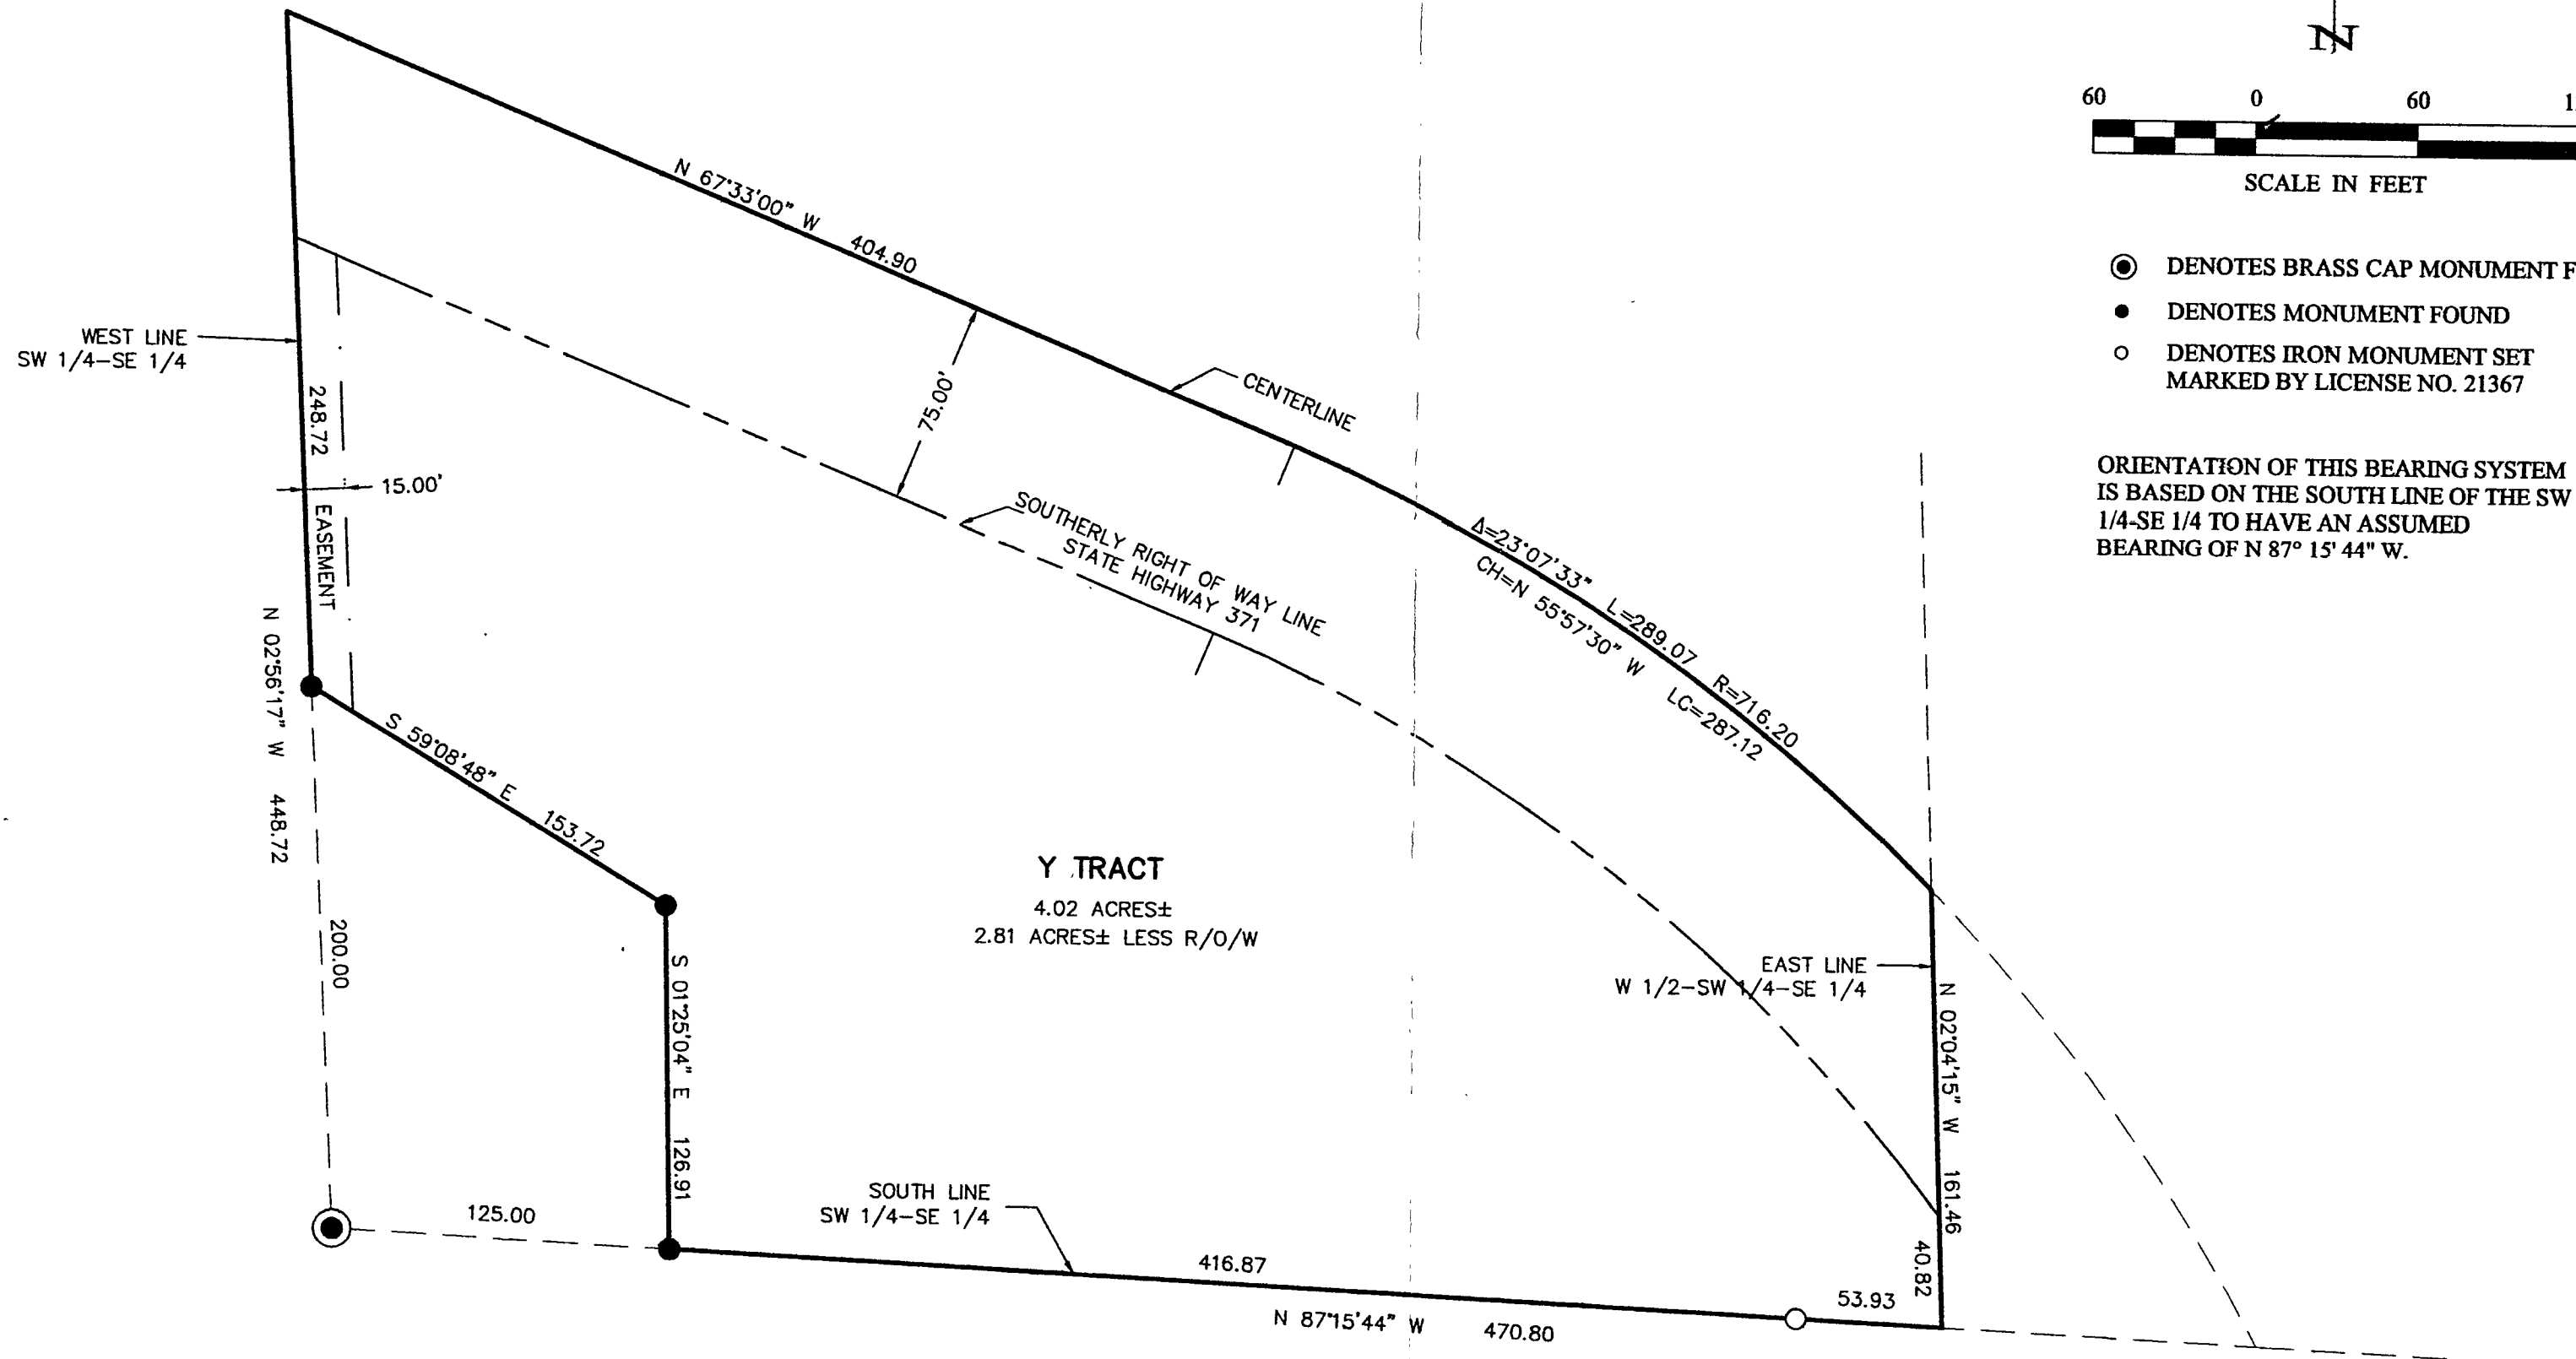 N
60 0 60
SCALE IN FEET
DENOTES BRASS CAP MONUMENT F
DENOTES MONUMENT FOUND
DENOTES IRON MONUMENT SET
MARKED BY LICENSE NO. 21367
ORIENTATION OF THIS BEARING SYSTEM
IS BASED ON THE SOUTH LINE OF THE SW
1/4-SE 1/4 TO HAVE AN ASSUMED
BEARING OF N 87° 15' 44" W.
N 67°33'00" W 404.90
WEST LINE
SW 1/4-SE 1/4
248.72
15.00'
EASEMENT
75.00'
CENTERLINE
SOUTHERLY RIGHT OF WAY LINE
STATE HIGHWAY 371
Δ=23°07'33" L=289.07 R=716.20
CH=N 55°57'30" W LC=287.12
N 02°56'17" W 448.72
S 59°08'48" E 153.72
200.00
Y TRACT
4.02 ACRES±
2.81 ACRES± LESS R/O/W
S 01°25'04" E 126.91
EAST LINE
W 1/2-SW 1/4-SE 1/4
N 02°04'15" W 161.46
40.82
125.00
SOUTH LINE
SW 1/4-SE 1/4
416.87
53.93
N 87°15'44" W 470.80